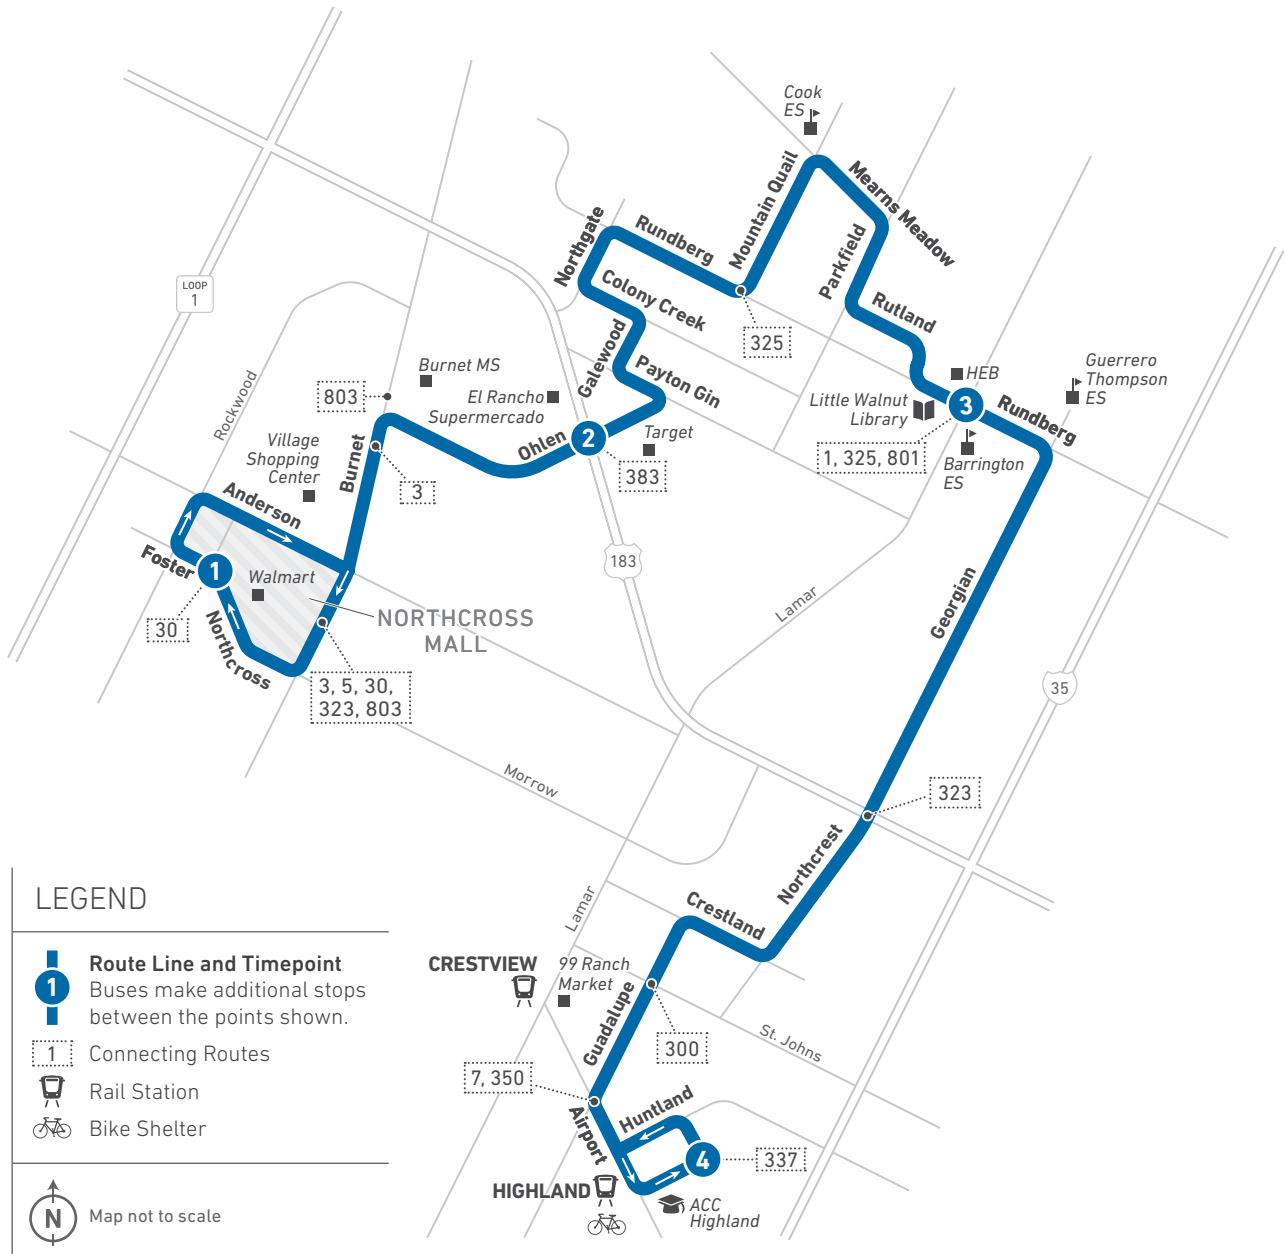 Cook
ES
Mountain Quail
Mearns Meadow
Northgate
Rundberg
Parkfield
Colony Creek
Rutland
LOOP
1
325
Galewood
Payton Gin
Burnet MS
El Rancho
Supermercado
803
Rockwood
HEB
Guerrero
Thompson
ES
Little Walnut
Library
3
Rundberg
Village
Shopping
Center
Burnet
Ohlen
2
Target
1, 325, 801
Barrington
ES
383
3
Anderson
Foster
1
Walmart
183
Georgian
Lamar
30
Northcross
NORTHCROSS
MALL
3, 5, 30,
323, 803
35
Morrow
323
Northcrest
Lamar
Crestland
CRESTVIEW
99 Ranch
Market
Guadalupe
St. Johns
300
7, 350
Airport
Huntland
4
337
HIGHLAND
ACC
Highland
LEGEND
1
Route Line and Timepoint
Buses make additional stops
between the points shown.
1
Connecting Routes
Rail Station
Bike Shelter
N
Map not to scale